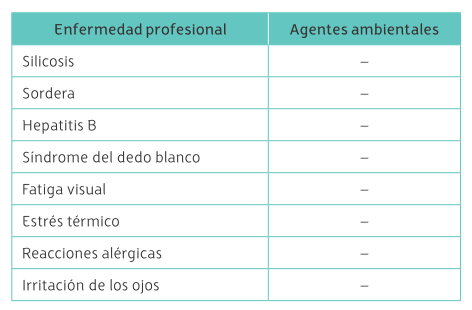 Enfermedad profesional Agentes ambientales
Silicosis –
Sordera –
Hepatitis B –
Síndrome del dedo blanco –
Fatiga visual –
Estrés térmico –
Reacciones alérgicas –
Irritación de los ojos –